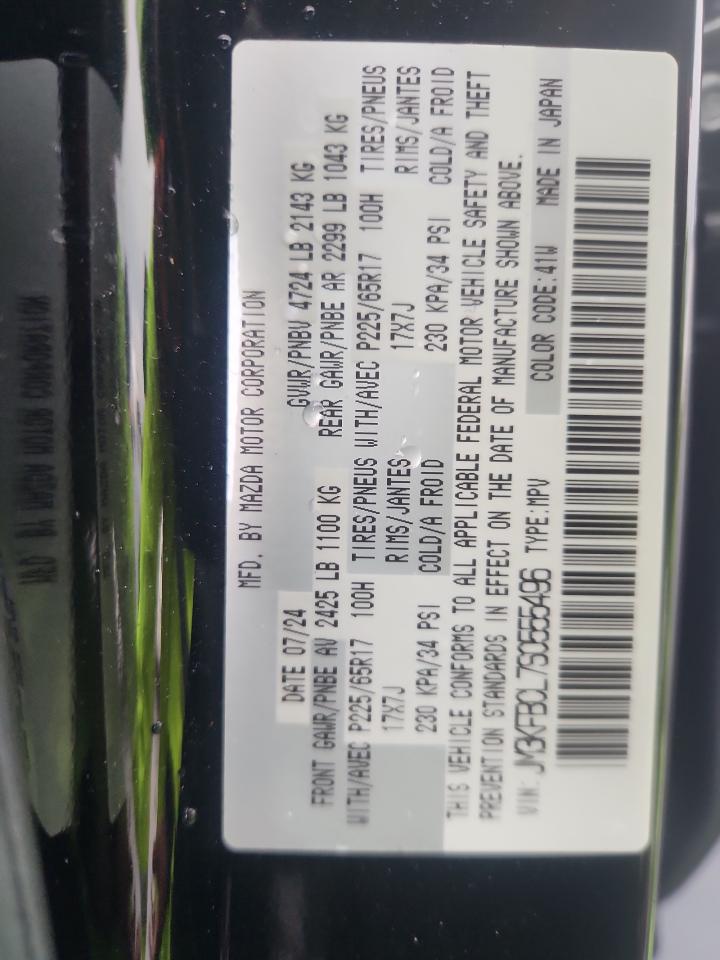 MFD. BY MAZDA MOTOR CORPORATION
DATE 07/24 GVWR/PNBV 4724 LB 2143 KG
FRONT GAWR/PNBE AV 2425 LB 1100 KG REAR GAWR/PNBE AR 2299 LB 1043 KG
WITH/AVEC P225/65R17 100H TIRES/PNEUS WITH/AVEC P225/65R17 100H TIRES/PNEUS
17X7J RIMS/JANTES 17X7J RIMS/JANTES
230 KPA/34 PSI COLD/A FROID 230 KPA/34 PSI COLD/A FROID
THIS VEHICLE CONFORMS TO ALL APPLICABLE FEDERAL MOTOR VEHICLE SAFETY AND THEFT
PREVENTION STANDARDS IN EFFECT ON THE DATE OF MANUFACTURE SHOWN ABOVE.
VIN: JM3KFBCL7S0555496 TYPE:MPV COLOR CODE:41W MADE IN JAPAN